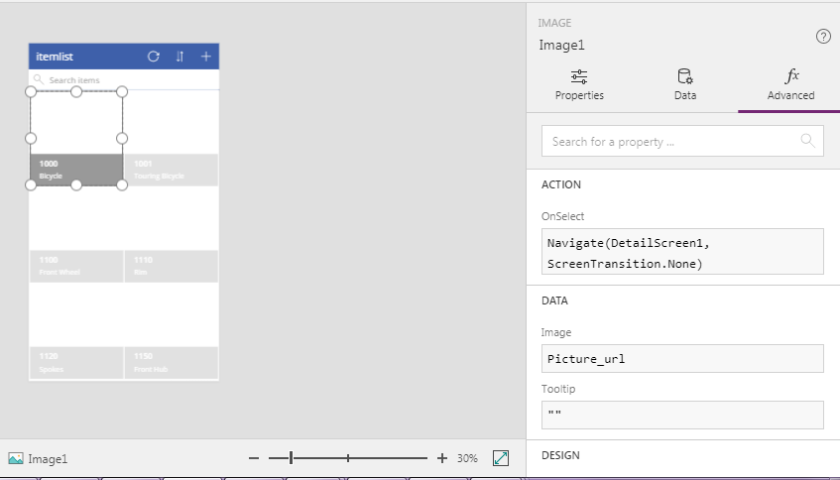 IMAGE
Image1
Properties
Data
Advanced
Search for a property ...
ACTION
OnSelect
Navigate(DetailScreen1,
ScreenTransition.None)
DATA
Image
Picture_url
Tooltip
""
DESIGN
itemlist
Search items
1000
Bicycle
1001
Touring Bicycle
1100
Front Wheel
1110
Rim
1120
Spokes
1150
Front Hub
Image1
30%